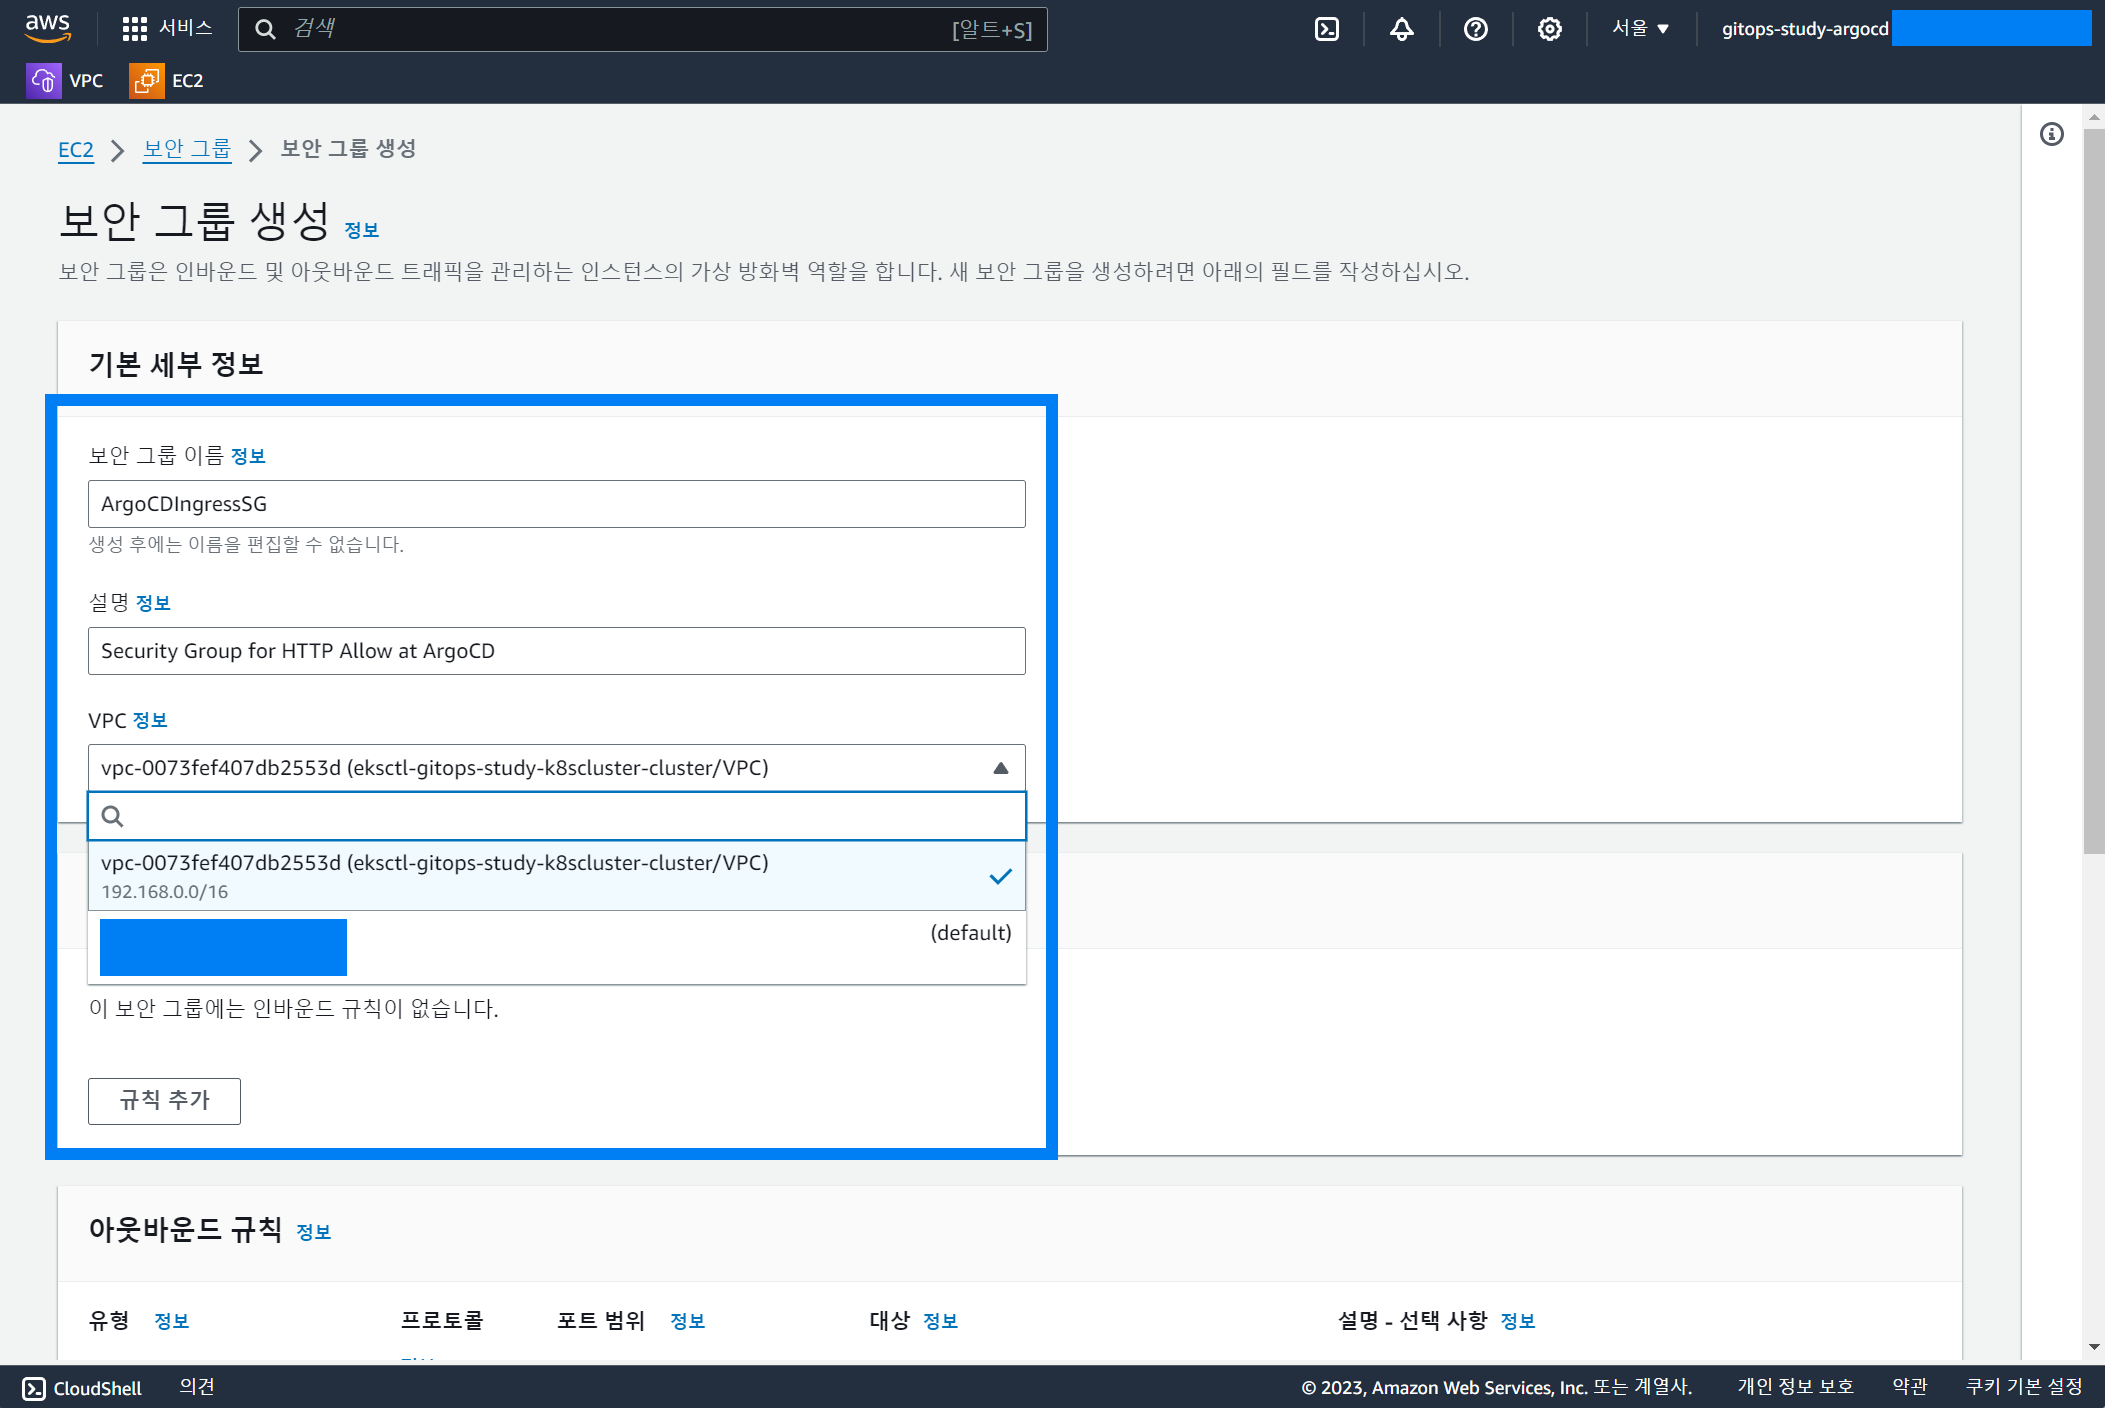 aws
서비스
검색
[알트+S]
서울
gitops-study-argocd
VPC
EC2
EC2
보안 그룹
보안 그룹 생성
보안 그룹 생성 정보
보안 그룹은 인바운드 및 아웃바운드 트래픽을 관리하는 인스턴스의 가상 방화벽 역할을 합니다. 새 보안 그룹을 생성하려면 아래의 필드를 작성하십시오.
기본 세부 정보
보안 그룹 이름 정보
ArgoCDIngressSG
생성 후에는 이름을 편집할 수 없습니다.
설명 정보
Security Group for HTTP Allow at ArgoCD
VPC 정보
vpc-0073fef407db2553d (eksctl-gitops-study-k8scluster-cluster/VPC)
vpc-0073fef407db2553d (eksctl-gitops-study-k8scluster-cluster/VPC)
192.168.0.0/16
(default)
이 보안 그룹에는 인바운드 규칙이 없습니다.
규칙 추가
아웃바운드 규칙 정보
유형 정보
프로토콜
포트 범위 정보
대상 정보
설명 - 선택 사항 정보
CloudShell
의견
© 2023, Amazon Web Services, Inc. 또는 계열사.
개인 정보 보호
약관
쿠키 기본 설정